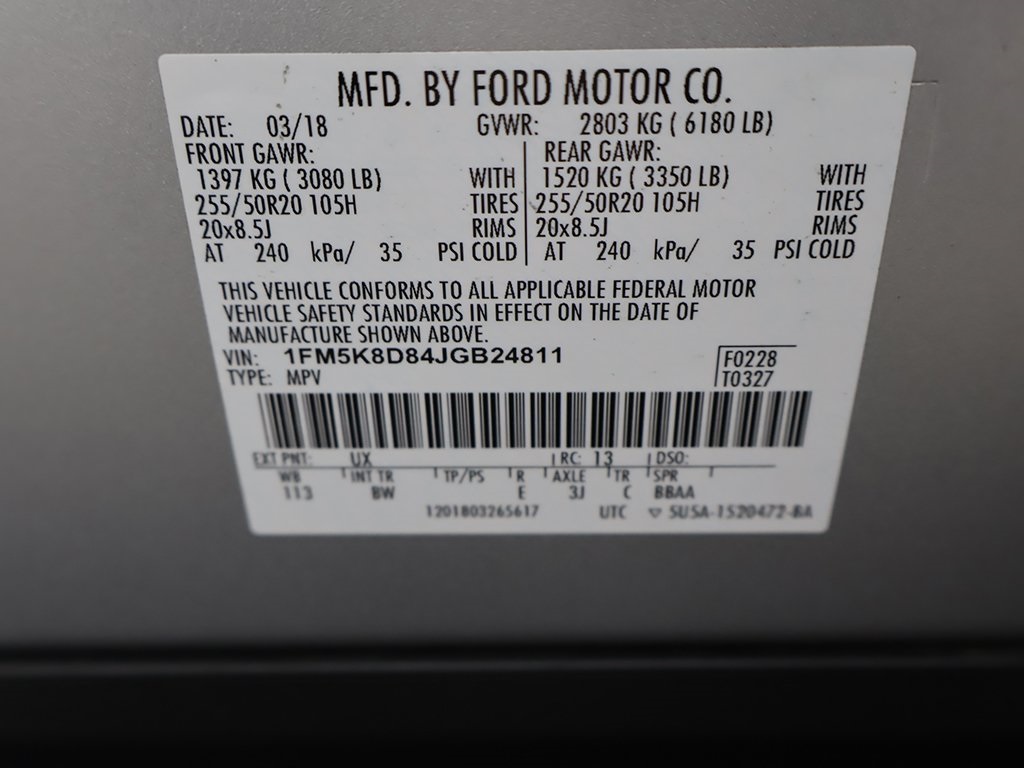 MFD. BY FORD MOTOR CO.
DATE: 03/18 GVWR: 2803 KG ( 6180 LB)
FRONT GAWR: REAR GAWR:
1397 KG ( 3080 LB) WITH 1520 KG ( 3350 LB) WITH
255/50R20 105H TIRES 255/50R20 105H TIRES
20x8.5J RIMS 20x8.5J RIMS
AT 240 kPa/ 35 PSI COLD AT 240 kPa/ 35 PSI COLD
THIS VEHICLE CONFORMS TO ALL APPLICABLE FEDERAL MOTOR
VEHICLE SAFETY STANDARDS IN EFFECT ON THE DATE OF
MANUFACTURE SHOWN ABOVE.
VIN: 1FM5K8D84JGB24811 F0228
TYPE: MPV T0327
EXT PNT: UX RC: 13 DSO:
WB INT TR TP/PS R AXLE TR SPR
113 BW E 3J C BBAA
1201803265617 UTC ▽ 5U5A-1520472-BA